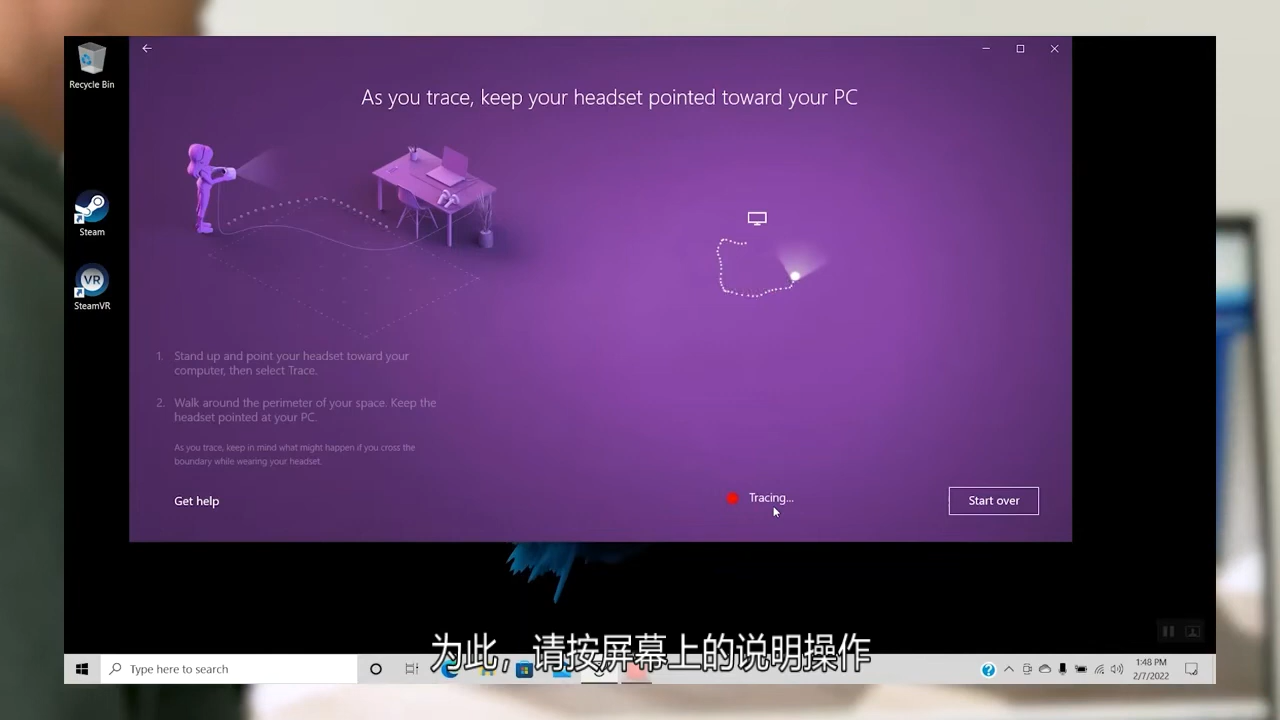 Recycle Bin
As you trace, keep your headset pointed toward your PC
Steam
VR
SteamVR
1. Stand up and point your headset toward your
computer, then select Trace.
2. Walk around the perimeter of your space. Keep the
headset pointed at your PC.
As you trace, keep in mind what might happen if you cross the
boundary while wearing your headset.
Get help
Tracing...
Start over
为此，请按屏幕上的说明操作
Type here to search
1:48 PM
2/7/2022